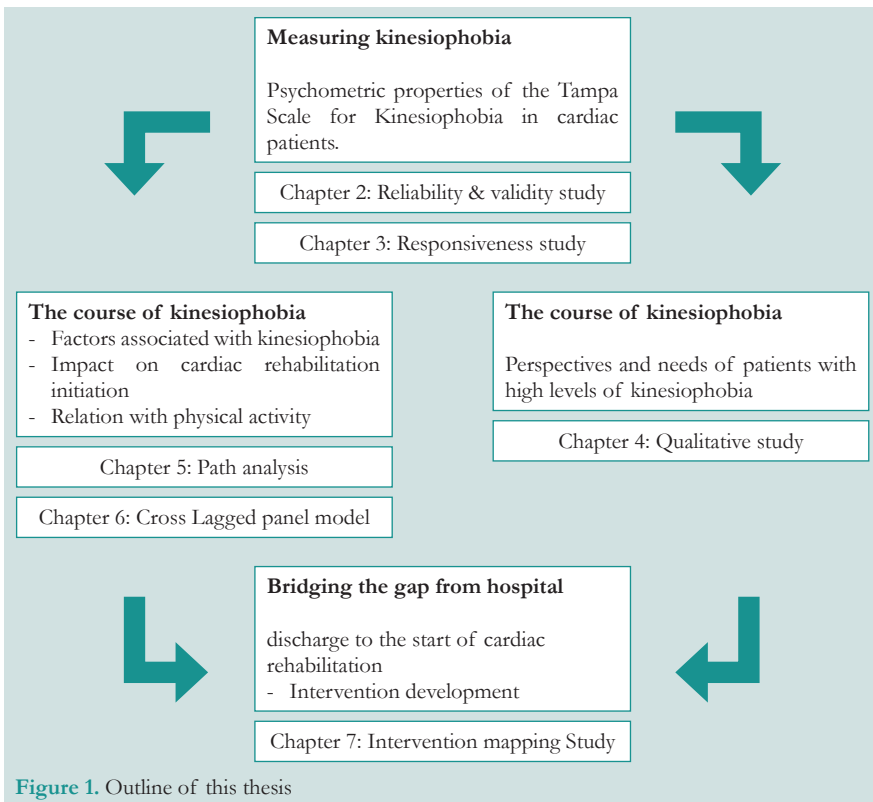 Measuring kinesiophobia
Psychometric properties of the Tampa
Scale for Kinesiophobia in cardiac
patients.
Chapter 2: Reliability & validity study
Chapter 3: Responsiveness study
The course of kinesiophobia
- Factors associated with kinesiophobia
- Impact on cardiac rehabilitation
initiation
- Relation with physical activity
Chapter 5: Path analysis
Chapter 6: Cross Lagged panel model
The course of kinesiophobia
Perspectives and needs of patients with
high levels of kinesiophobia
Chapter 4: Qualitative study
Bridging the gap from hospital
discharge to the start of cardiac
rehabilitation
- Intervention development
Chapter 7: Intervention mapping Study
Figure 1. Outline of this thesis